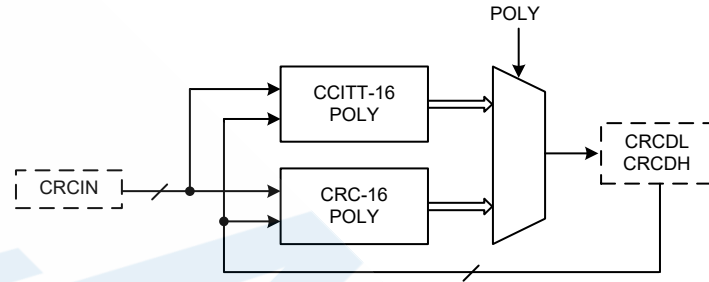 POLY
CCITT-16
POLY
CRCDL
CRCDH
CRCIN
CRC-16
POLY